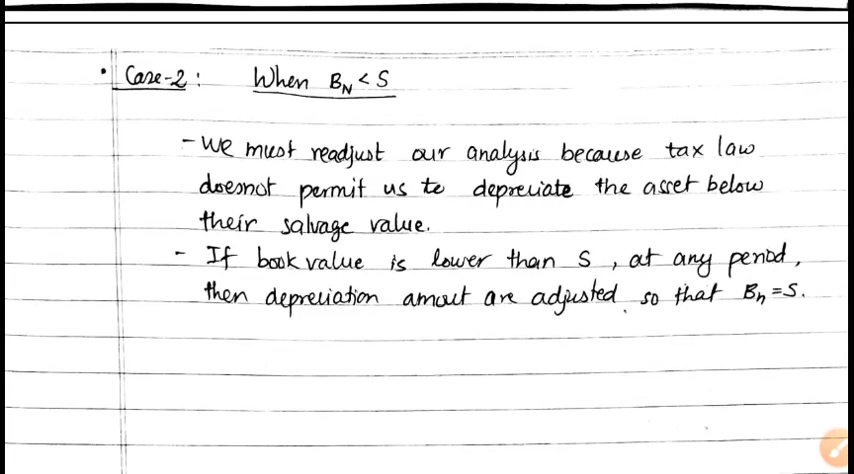 • Case-2: When BN < S
- We must readjust our analysis because tax law
doesnot permit us to depreciate the asset below
their salvage value.
- If book value is lower than S, at any period,
then depreciation amout are adjusted so that Bn = S.